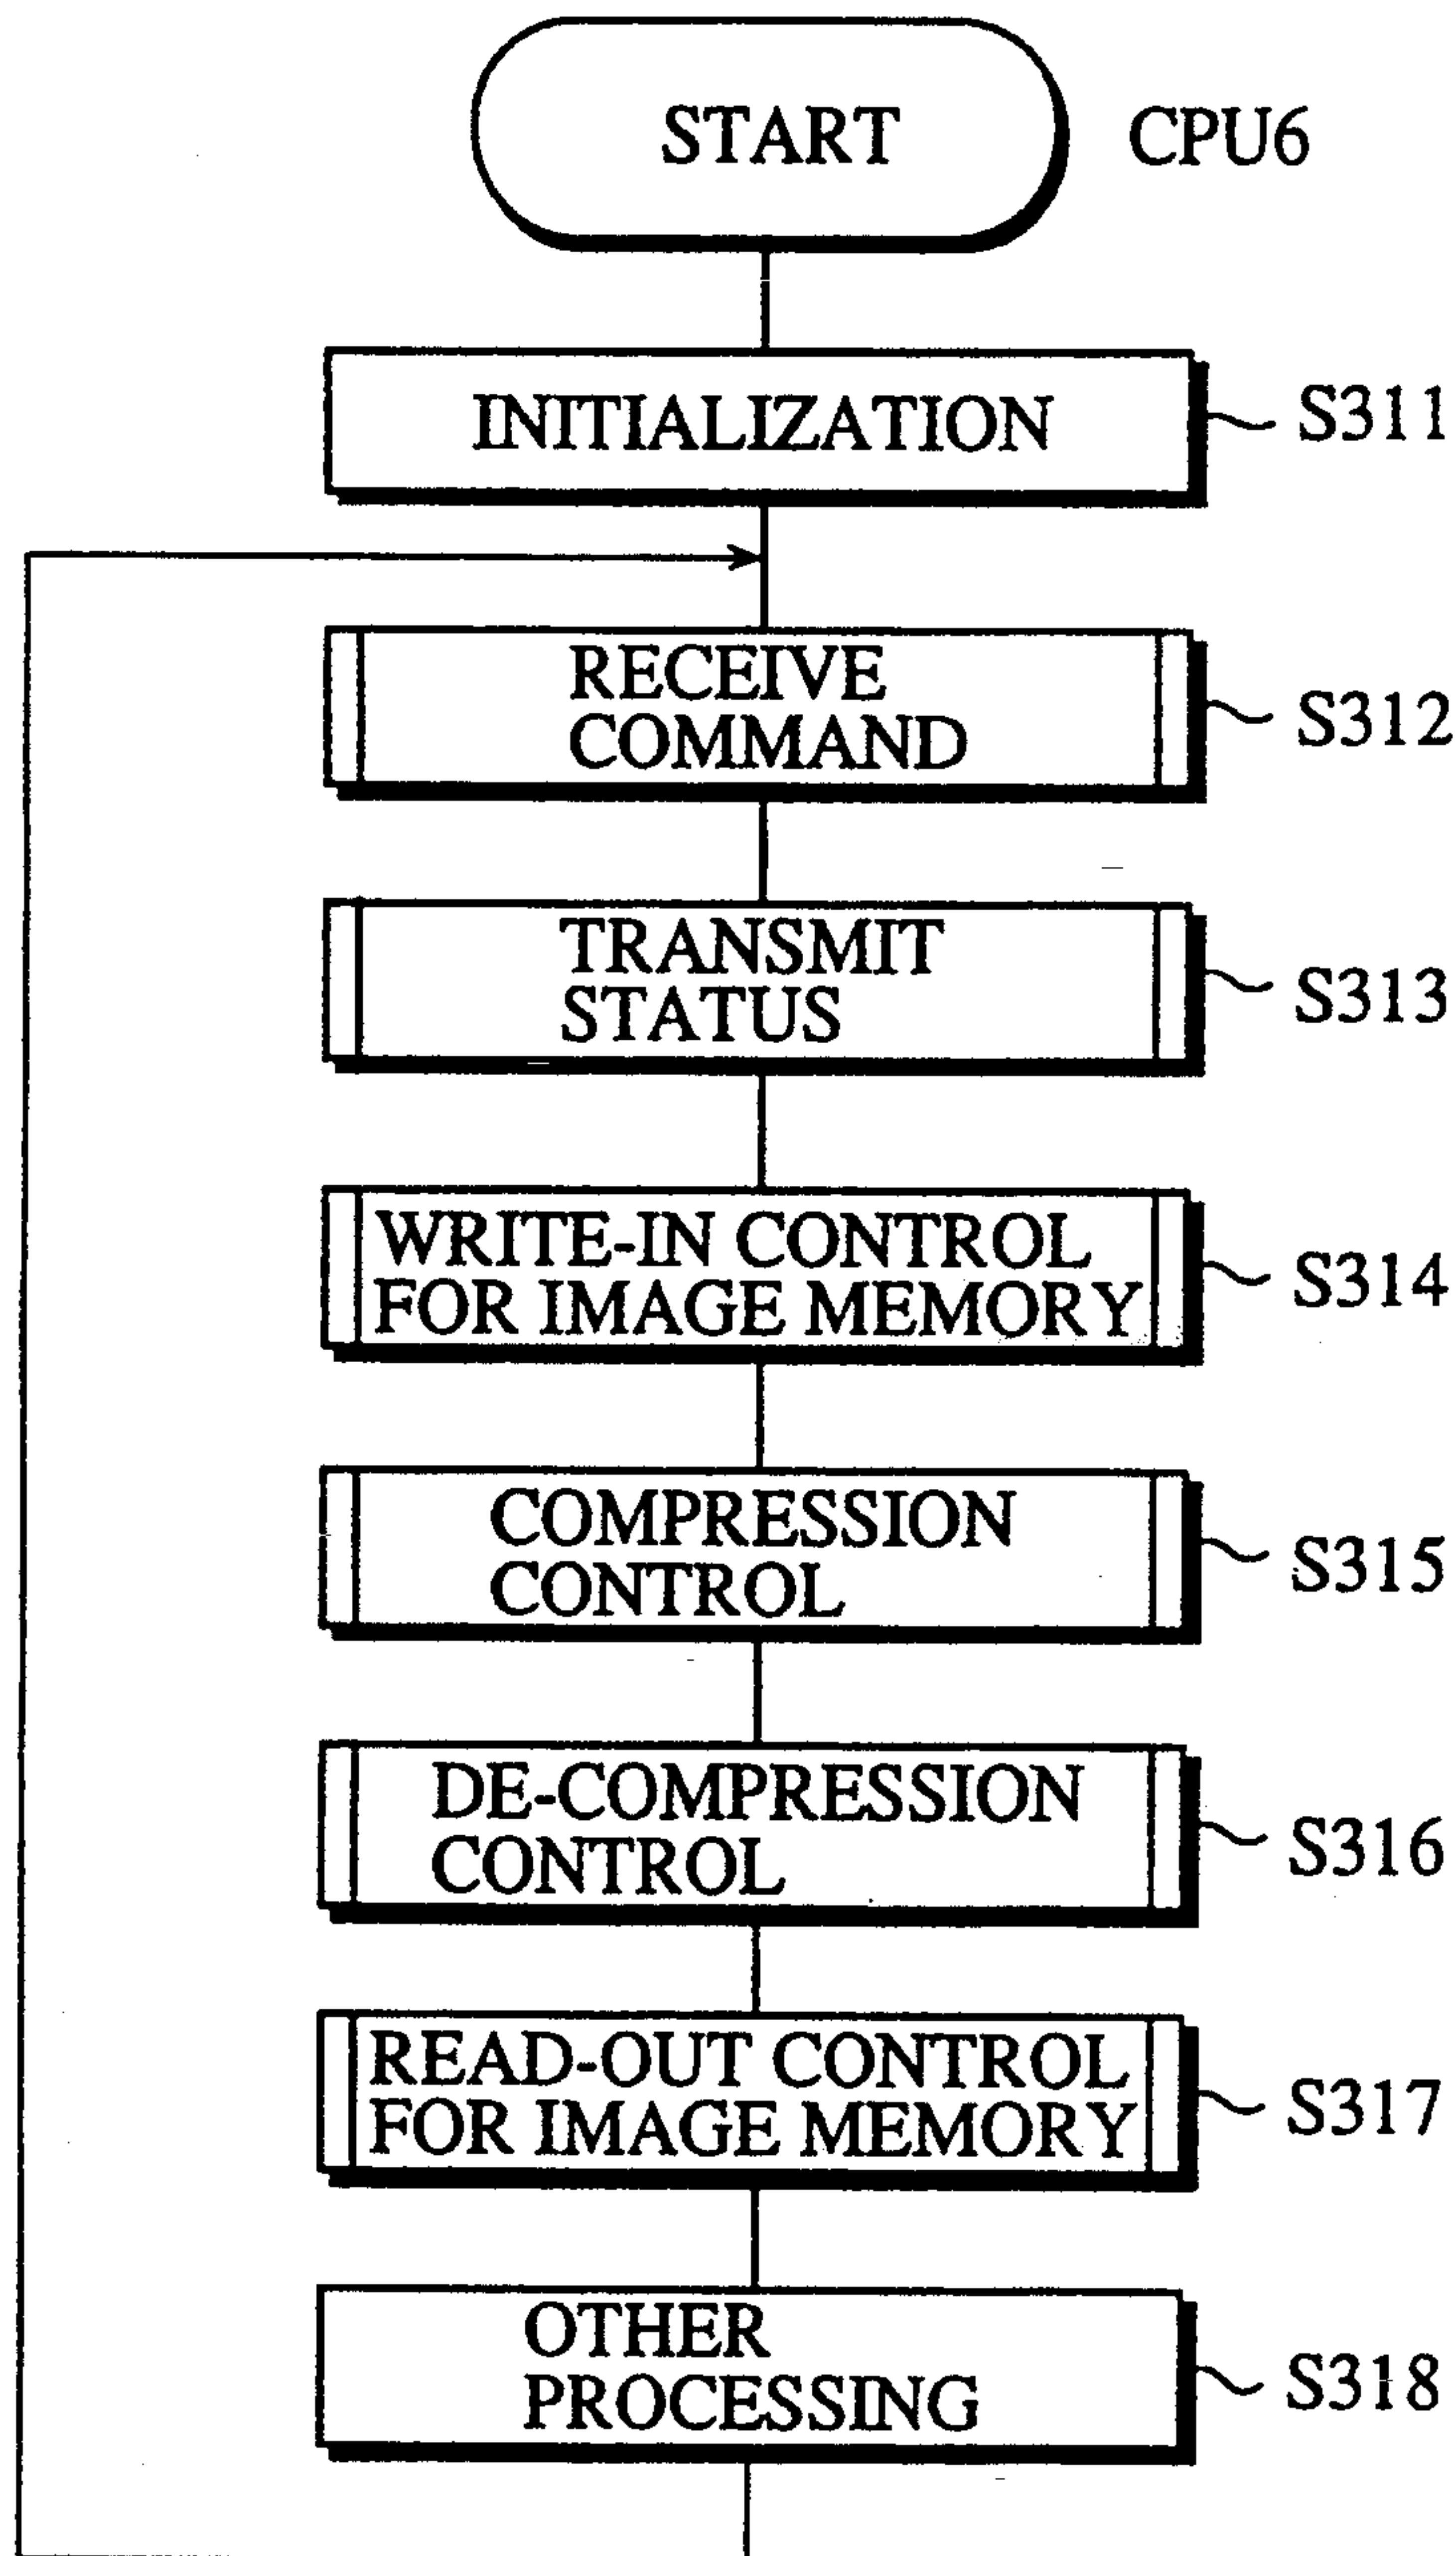 START
CPU6
INITIALIZATION
S311
RECEIVE
COMMAND
S312
TRANSMIT
STATUS
S313
WRITE-IN CONTROL
FOR IMAGE MEMORY
S314
COMPRESSION
CONTROL
S315
DE-COMPRESSION
CONTROL
S316
READ-OUT CONTROL
FOR IMAGE MEMORY
S317
OTHER
PROCESSING
S318